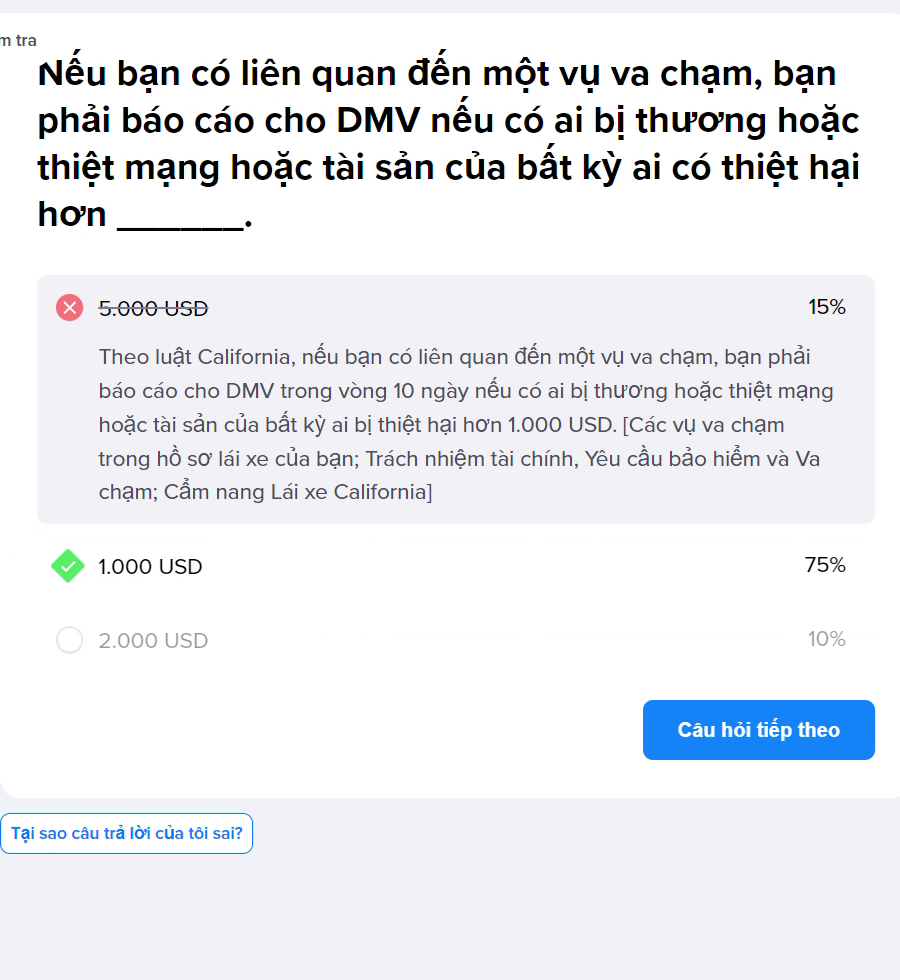 m tra
Nếu bạn có liên quan đến một vụ va chạm, bạn
phải báo cáo cho DMV nếu có ai bị thương hoặc
thiệt mạng hoặc tài sản của bất kỳ ai có thiệt hại
hơn ______.
5.000 USD 15%
Theo luật California, nếu bạn có liên quan đến một vụ va chạm, bạn phải
báo cáo cho DMV trong vòng 10 ngày nếu có ai bị thương hoặc thiệt mạng
hoặc tài sản của bất kỳ ai bị thiệt hại hơn 1.000 USD. [Các vụ va chạm
trong hồ sơ lái xe của bạn; Trách nhiệm tài chính, Yêu cầu bảo hiểm và Va
chạm; Cẩm nang Lái xe California]
1.000 USD 75%
2.000 USD 10%
Câu hỏi tiếp theo
Tại sao câu trả lời của tôi sai?